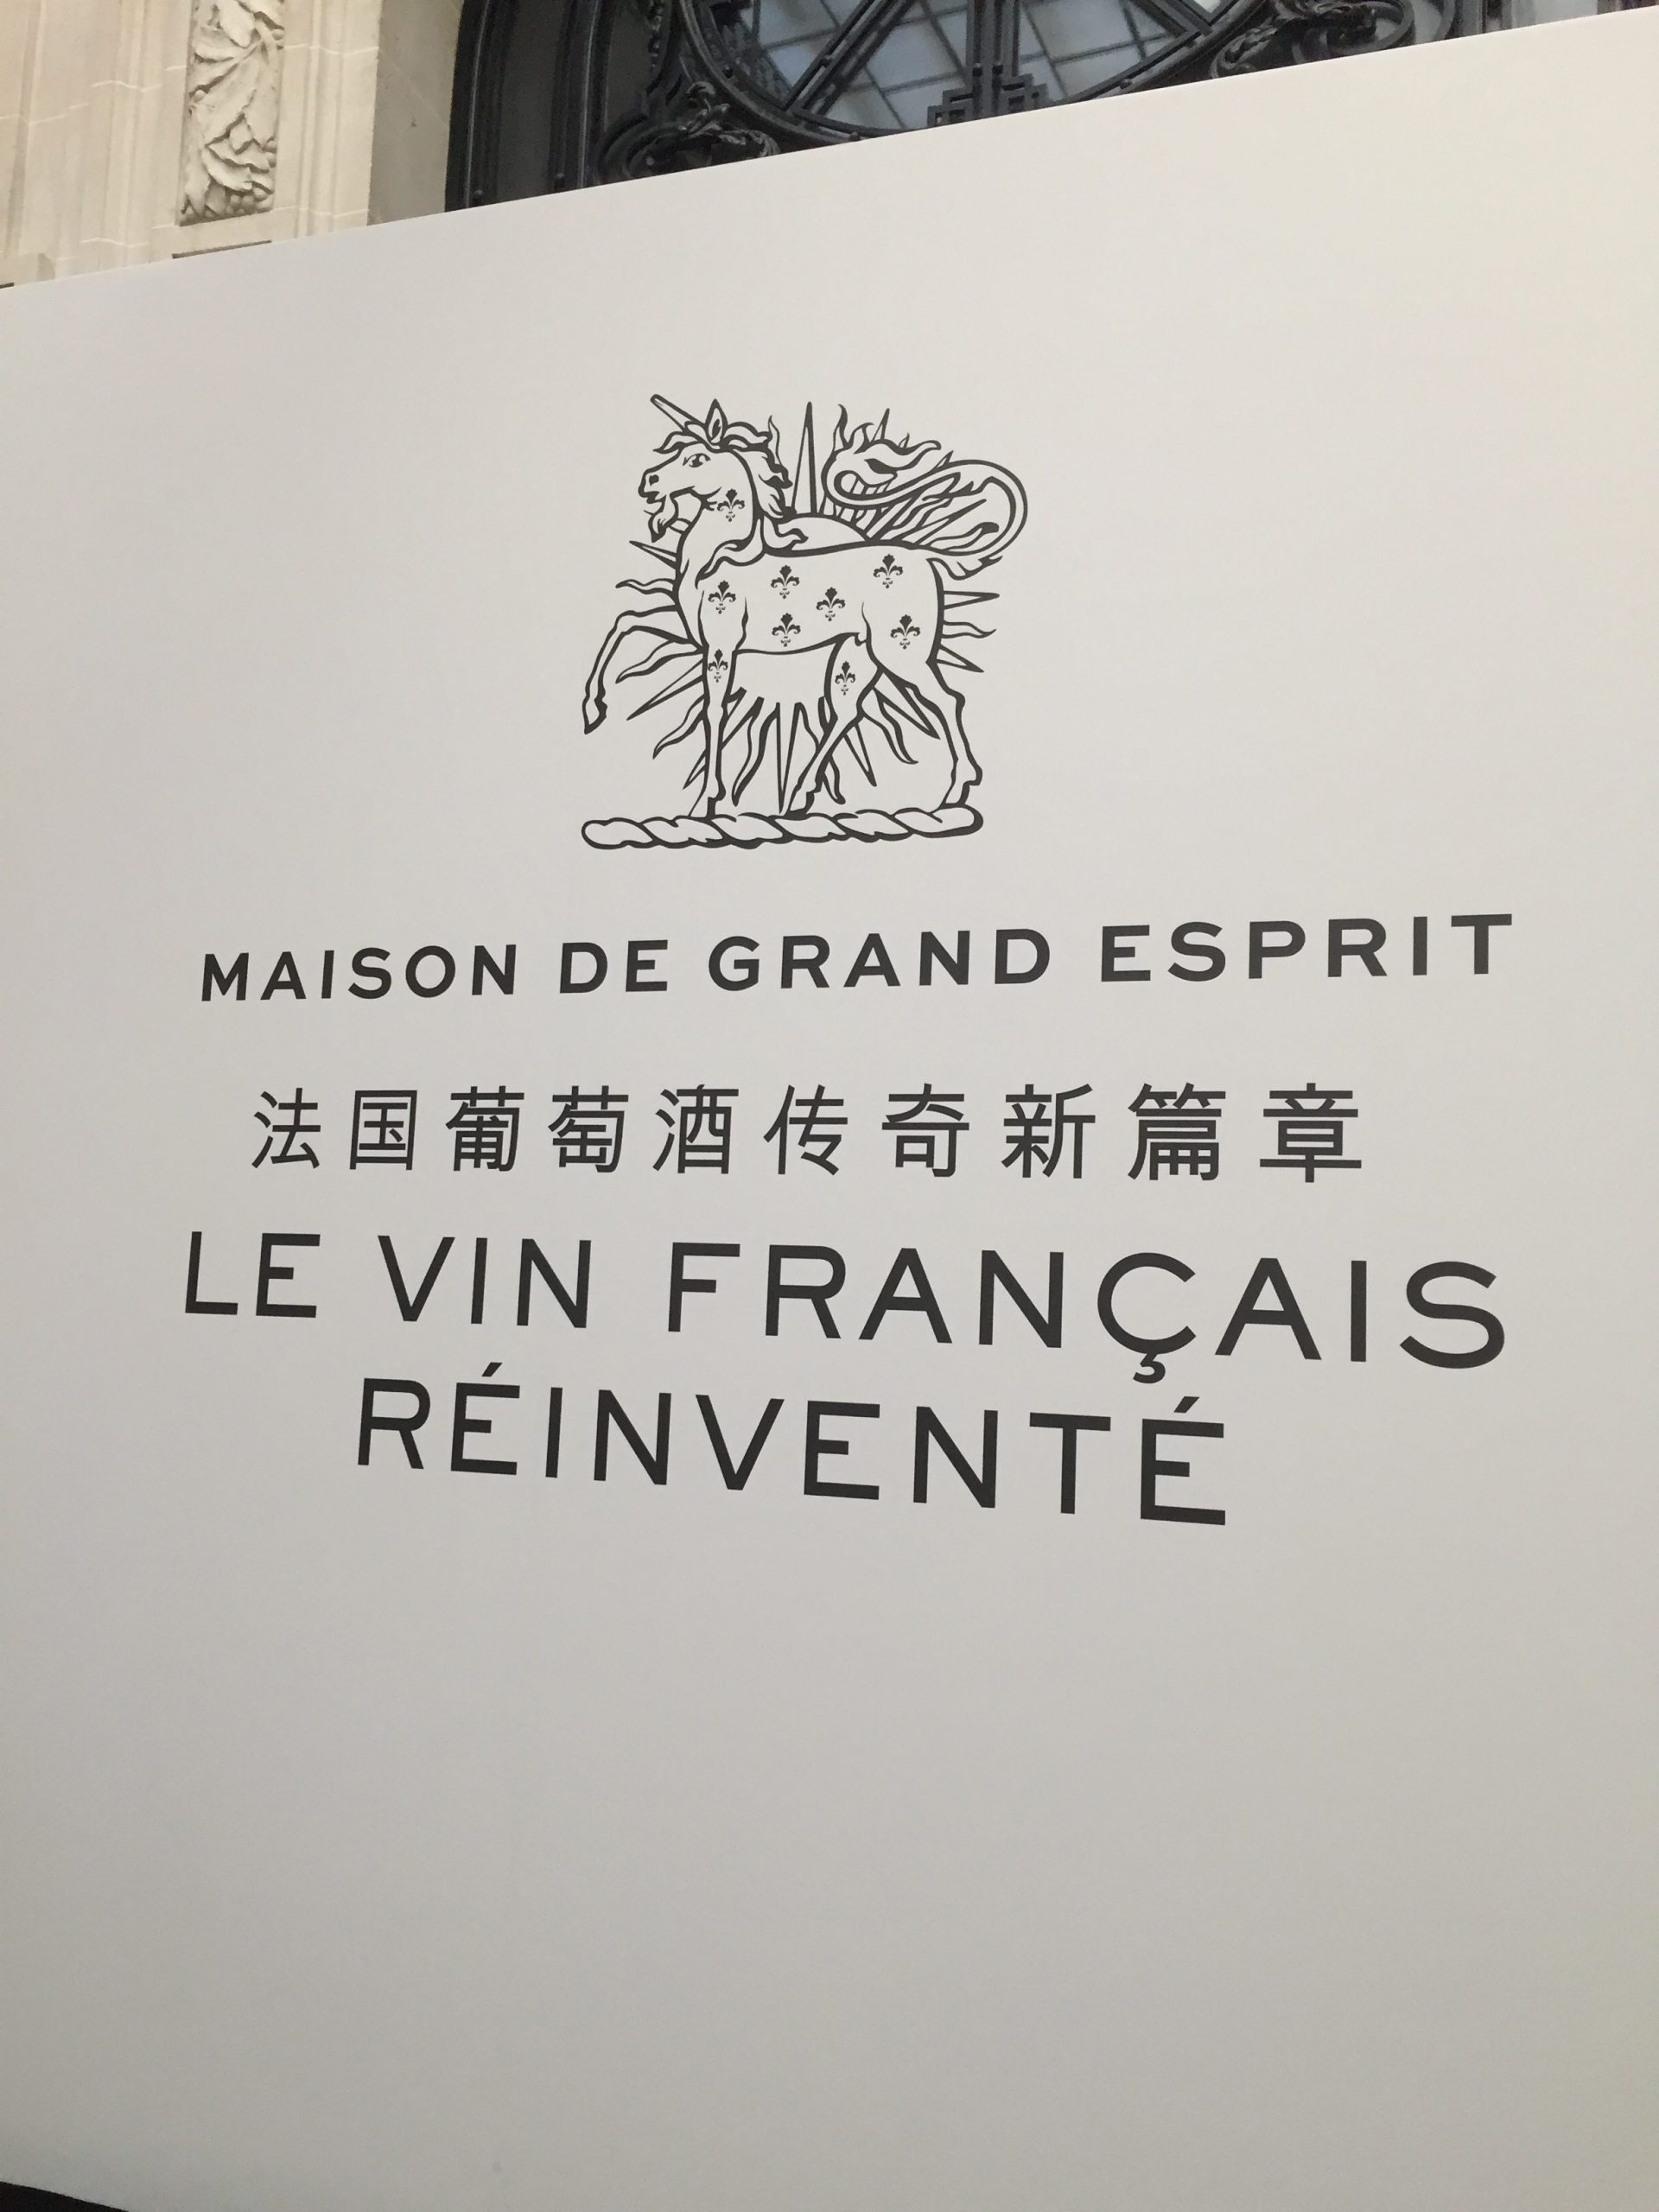 MAISON DE GRAND ESPRIT
法国葡萄酒传奇新篇章
LE VIN FRANÇAIS
RÉINVENTÉ